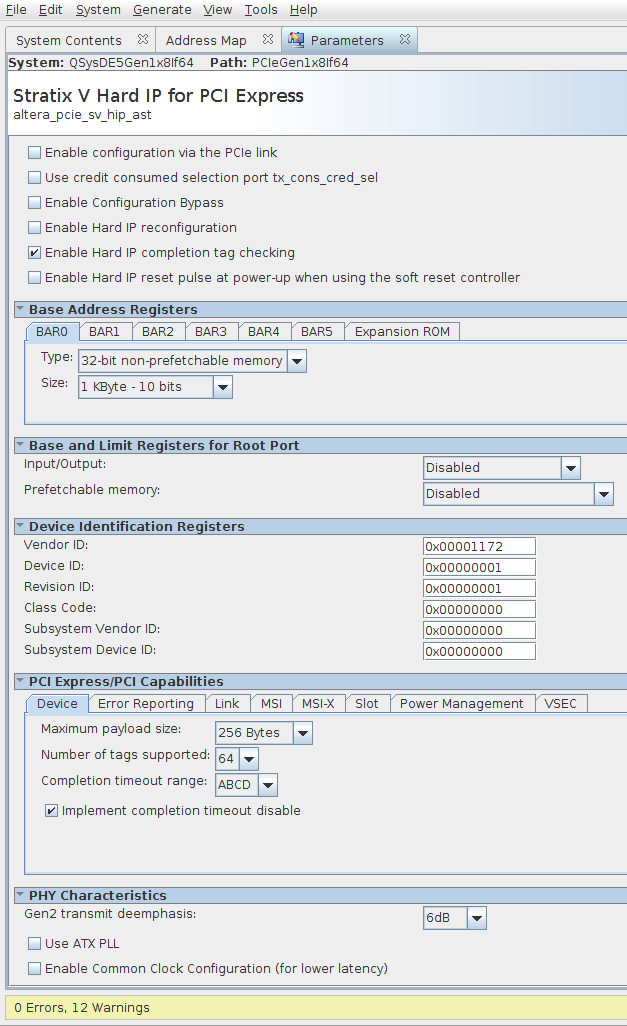 File Edit System Generate View Tools Help
System Contents Address Map Parameters
System: QSysDE5Gen1x8If64 Path: PCIeGen1x8If64
Stratix V Hard IP for PCI Express
altera_pcie_sv_hip_ast
Enable configuration via the PCIe link
Use credit consumed selection port tx_cons_cred_sel
Enable Configuration Bypass
Enable Hard IP reconfiguration
Enable Hard IP completion tag checking
Enable Hard IP reset pulse at power-up when using the soft reset controller
Base Address Registers
BAR0 BAR1 BAR2 BAR3 BAR4 BAR5 Expansion ROM
Type: 32-bit non-prefetchable memory
Size: 1 KByte - 10 bits
Base and Limit Registers for Root Port
Input/Output: Disabled
Prefetchable memory: Disabled
Device Identification Registers
Vendor ID: 0x00001172
Device ID: 0x00000001
Revision ID: 0x00000001
Class Code: 0x00000000
Subsystem Vendor ID: 0x00000000
Subsystem Device ID: 0x00000000
PCI Express/PCI Capabilities
Device Error Reporting Link MSI MSI-X Slot Power Management VSEC
Maximum payload size: 256 Bytes
Number of tags supported: 64
Completion timeout range: ABCD
Implement completion timeout disable
PHY Characteristics
Gen2 transmit deemphasis: 6dB
Use ATX PLL
Enable Common Clock Configuration (for lower latency)
0 Errors, 12 Warnings